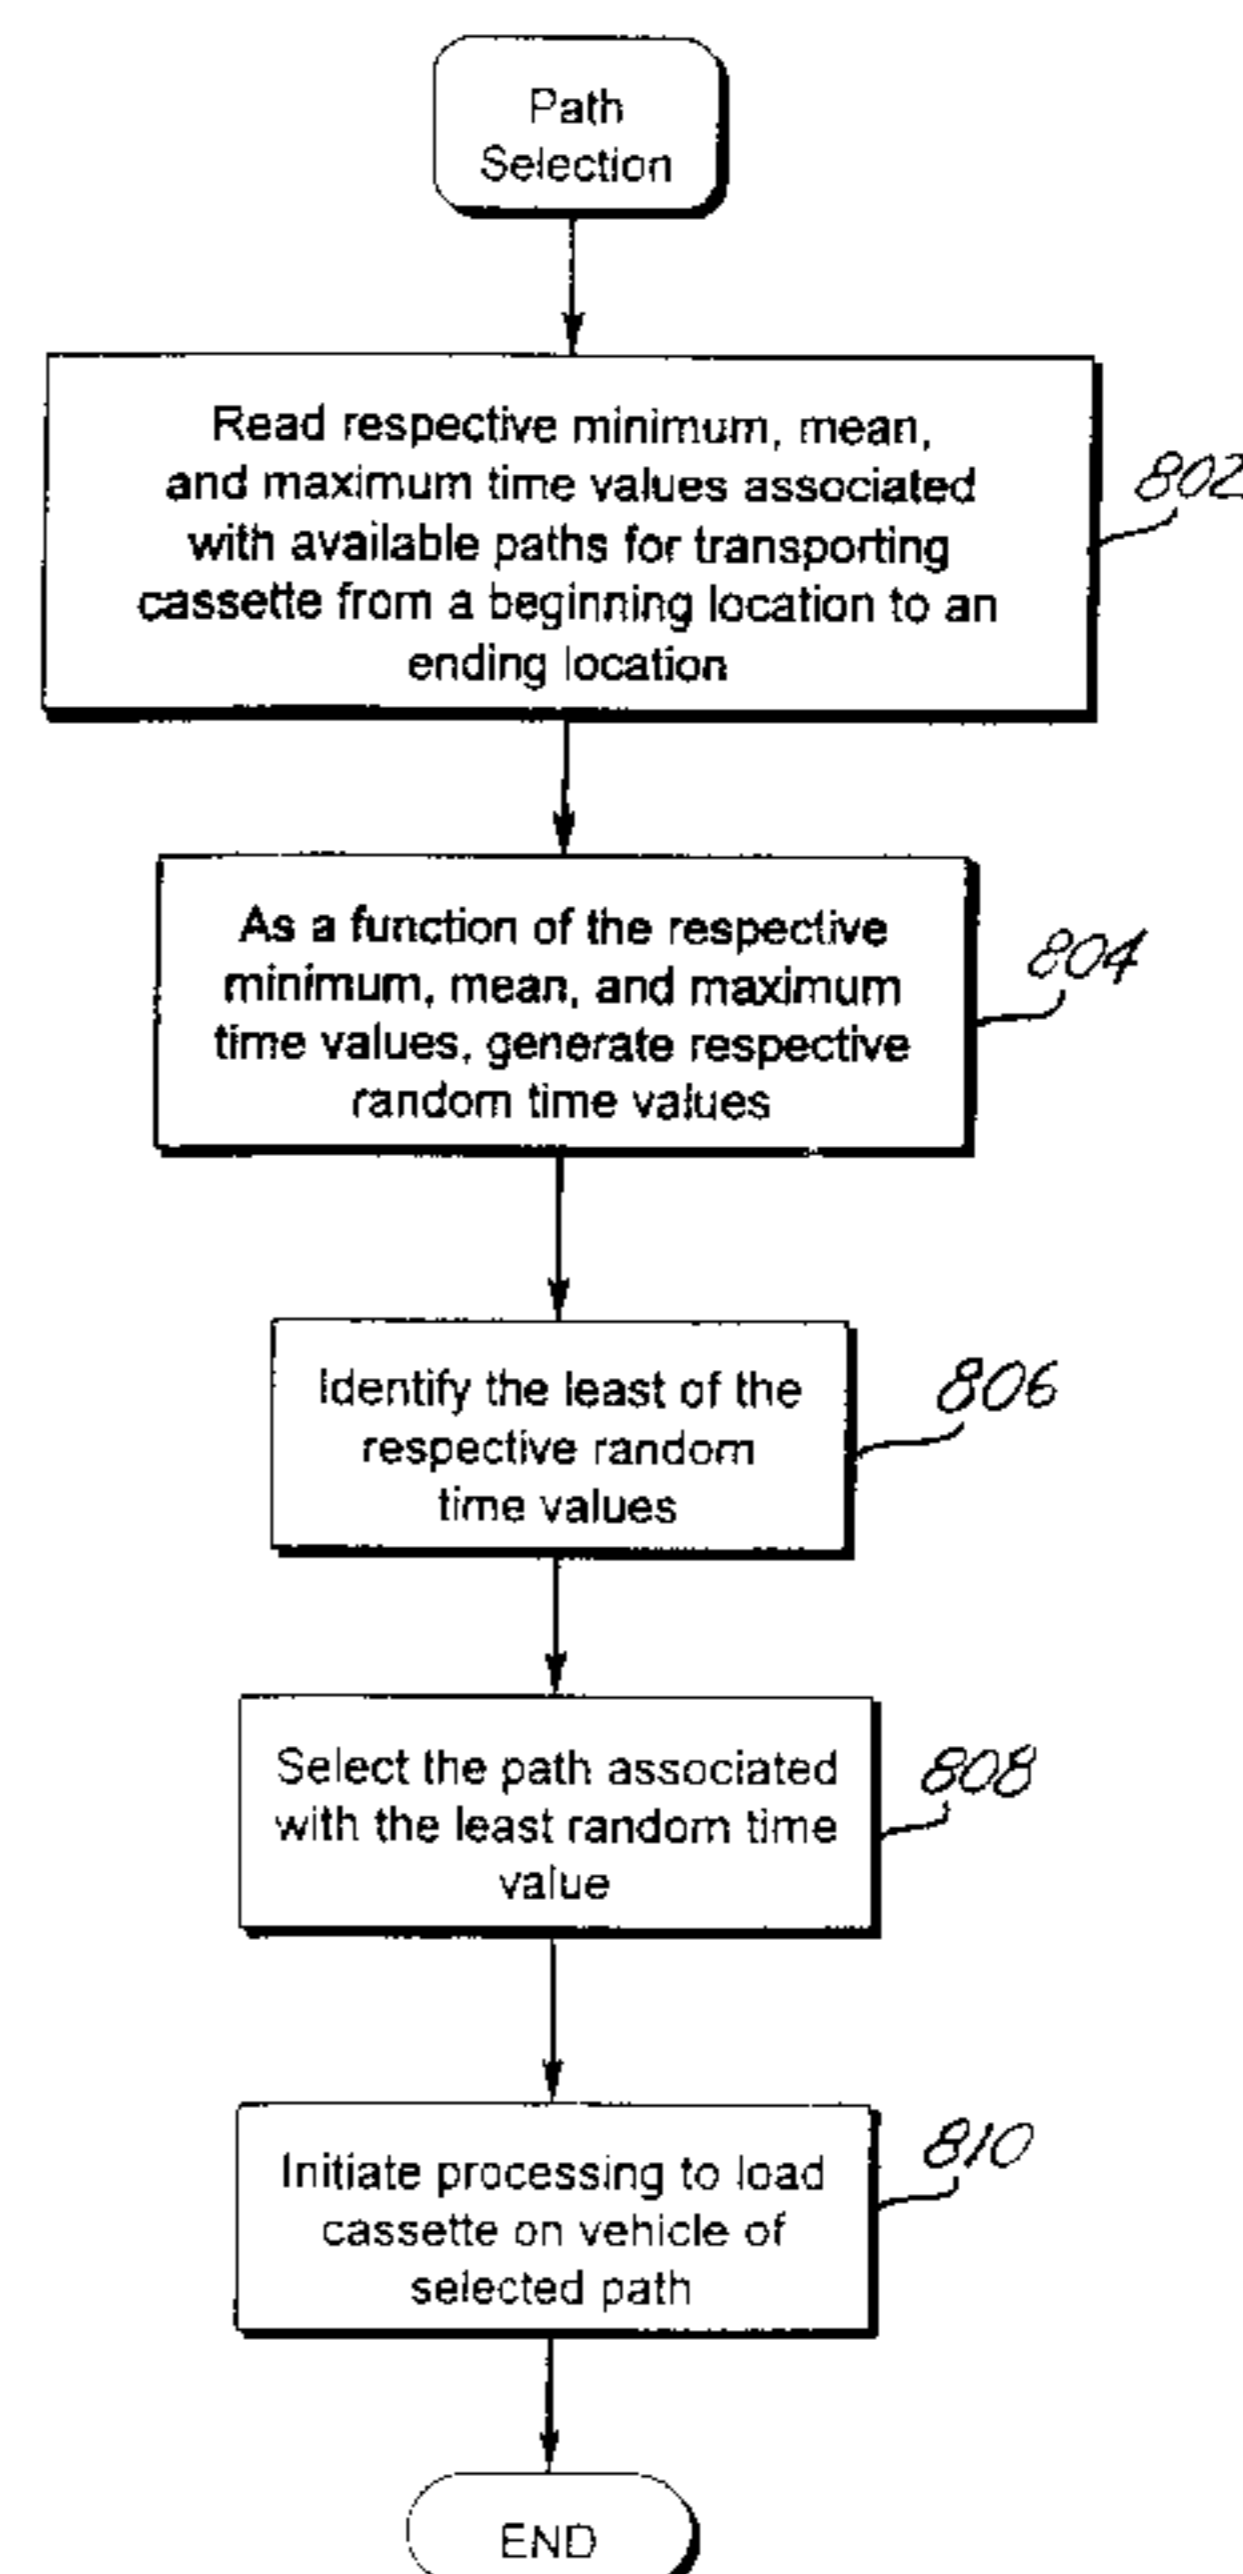 Path
Selection
Read respective minimum, mean,
and maximum time values associated
with available paths for transporting
cassette from a beginning location to an
ending location
802
As a function of the respective
minimum, mean, and maximum
time values, generate respective
random time values
804
Identify the least of the
respective random
time values
806
Select the path associated
with the least random time
value
808
Initiate processing to load
cassette on vehicle of
selected path
810
END